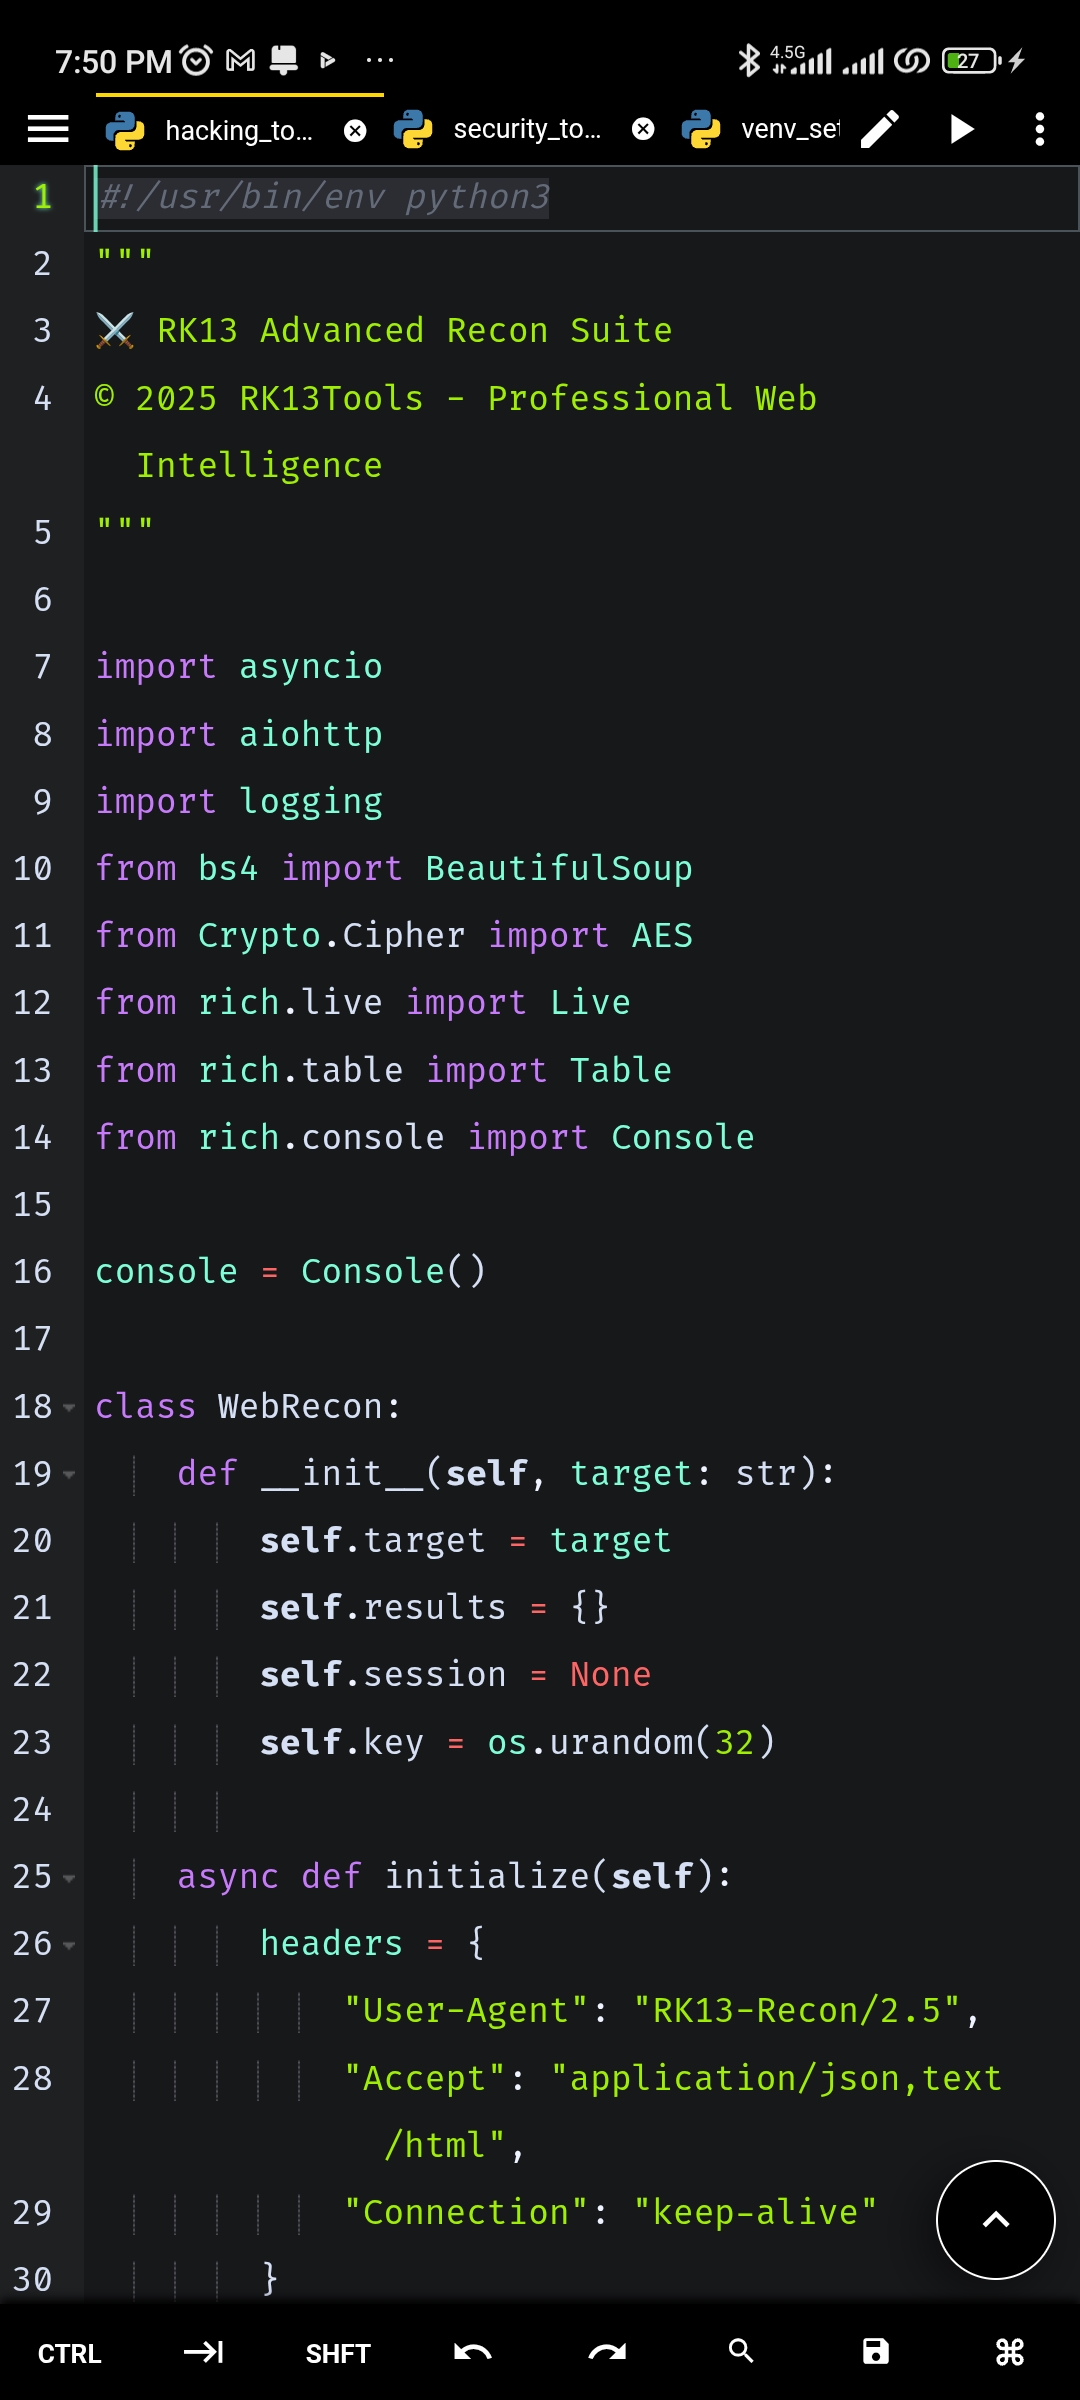 7:50 PM
4.5G
27
hacking_to...
security_to...
venv_set
1 #!/usr/bin/env python3
2 """
3 ⚔️ RK13 Advanced Recon Suite
4 © 2025 RK13Tools - Professional Web
Intelligence
5 """
6
7 import asyncio
8 import aiohttp
9 import logging
10 from bs4 import BeautifulSoup
11 from Crypto.Cipher import AES
12 from rich.live import Live
13 from rich.table import Table
14 from rich.console import Console
15
16 console = Console()
17
18 class WebRecon:
19     def __init__(self, target: str):
20         self.target = target
21         self.results = {}
22         self.session = None
23         self.key = os.urandom(32)
24
25     async def initialize(self):
26         headers = {
27             "User-Agent": "RK13-Recon/2.5",
28             "Accept": "application/json,text
/html",
29             "Connection": "keep-alive"
30         }
CTRL
SHFT